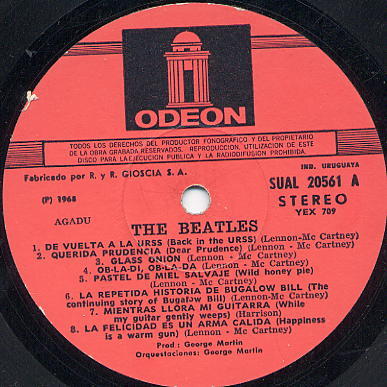 ODEON
TODOS LOS DERECHOS DEL PRODUCTOR FONOGRAFICO Y DEL PROPIETARIO
DE LA OBRA GRABADA RESERVADOS. REPRODUCCION, UTILIZACION DE ESTE
DISCO PARA LA EJECUCION PUBLICA Y LA RADIODIFUSION PROHIBIDA.
IND. URUGUAYA
Fabricado por R. y R. GIOSCIA S. A.
SUAL 20561 A
(P) 1968
STEREO
YEX 709
AGADU
THE BEATLES
1. DE VUELTA A LA URSS (Back in the URSS) (Lennon-Mc Cartney)
2. QUERIDA PRUDENCIA (Dear Prudence) (Lennon-Mc Cartney)
3. GLASS ONION (Lennon - Mc Cartney)
4. OB-LA-DI, OB-LA-DA (Lennon - Mc Cartney)
5. PASTEL DE MIEL SALVAJE (Wild honey pie)
(Lennon - Mc Cartney)
6. LA REPETIDA HISTORIA DE BUGALOW BILL (The
continuing story of Bugalow Bill) (Lennon - Mc Cartney)
7. MIENTRAS LLORA MI GUITARRA (While
my guitar gently weeps) (Harrison)
8. LA FELICIDAD ES UN ARMA CALIDA (Happiness
is a warm gun) (Lennon - Mc Cartney)
Prod : George Martin
Orquestaciones: George Martin